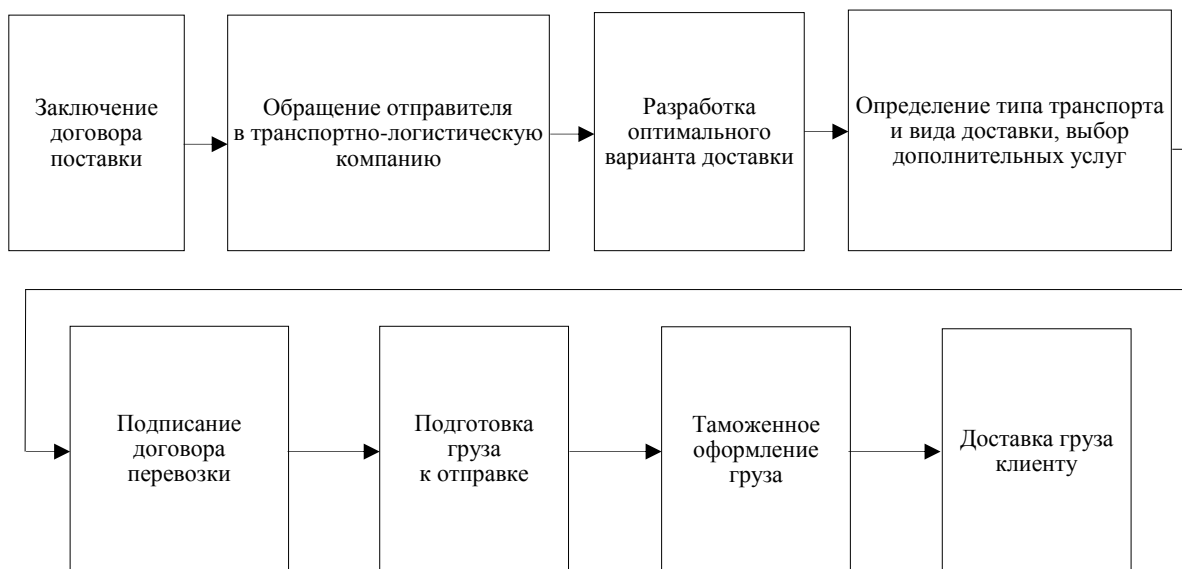 Заключение
договора
поставки
Обращение отправителя
в транспортно-логистическую
компанию
Разработка
оптимального
варианта доставки
Определение типа транспорта
и вида доставки, выбор
дополнительных услуг
Подписание
договора
перевозки
Подготовка
груза
к отправке
Таможенное
оформление
груза
Доставка груза
клиенту